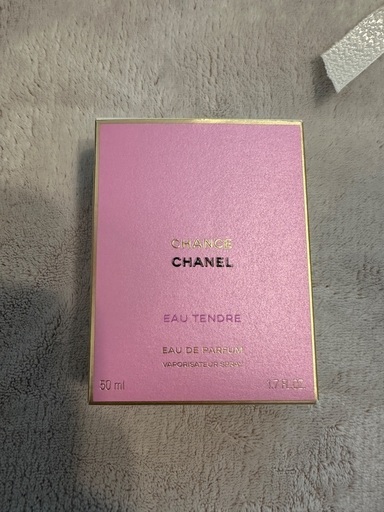 CHANCE
CHANEL
EAU TENDRE
EAU DE PARFUM
VAPORISATEUR SPRAY
50 ml
1.7 FL. OZ.